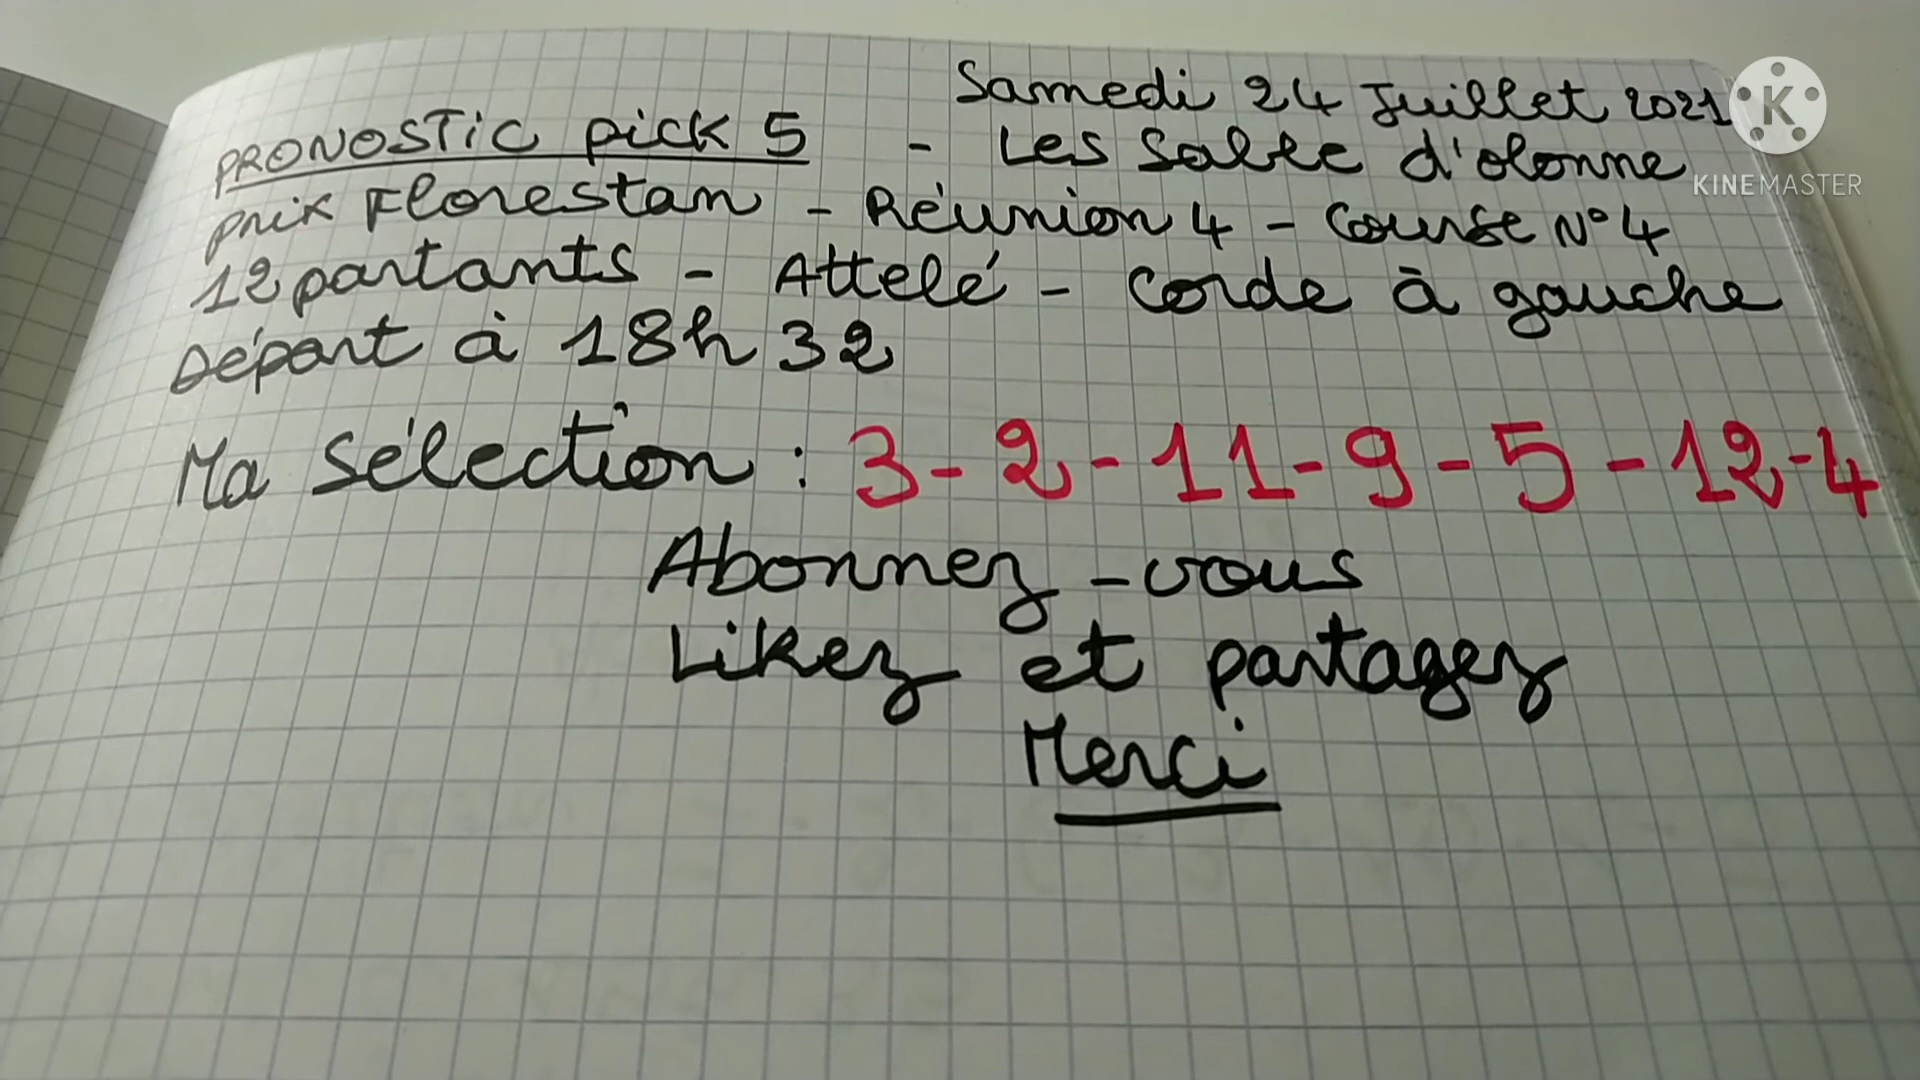 Samedi 24 Juillet 2021
PRONOSTIC pick 5 - Les Sable d'olonne
prix Florestan - Réunion 4 - Course N° 4
12 partants - Attelé - Corde à gauche
Départ à 18h 32
Ma Sélection : 3 - 2 - 11 - 9 - 5 - 12 - 4
Abonnez - vous
Likez et partagez
Merci
K
KINEMASTER